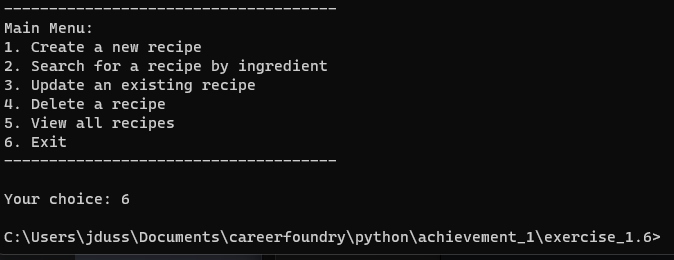 -------------------------------------
Main Menu:
1. Create a new recipe
2. Search for a recipe by ingredient
3. Update an existing recipe
4. Delete a recipe
5. View all recipes
6. Exit
-------------------------------------
Your choice: 6
C:\Users\jduss\Documents\careerfoundry\python\achievement_1\exercise_1.6>